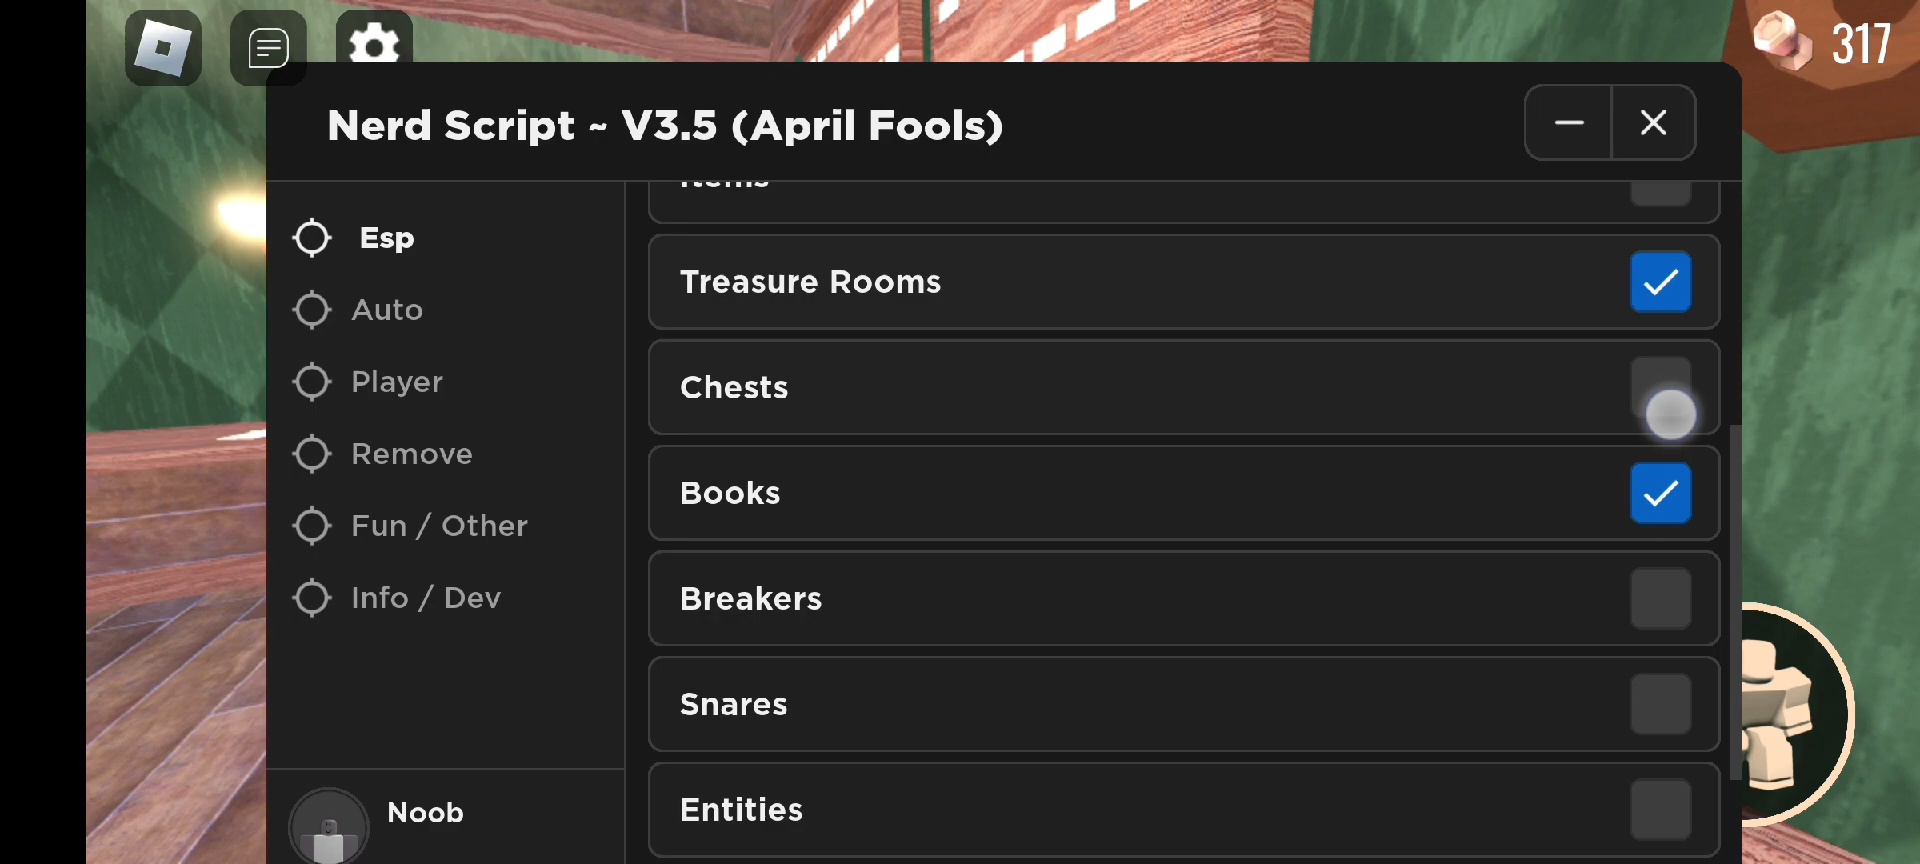 317
Nerd Script ~ V3.5 (April Fools)
Items
Esp
Auto
Player
Remove
Fun / Other
Info / Dev
Treasure Rooms
Chests
Books
Breakers
Snares
Entities
Noob